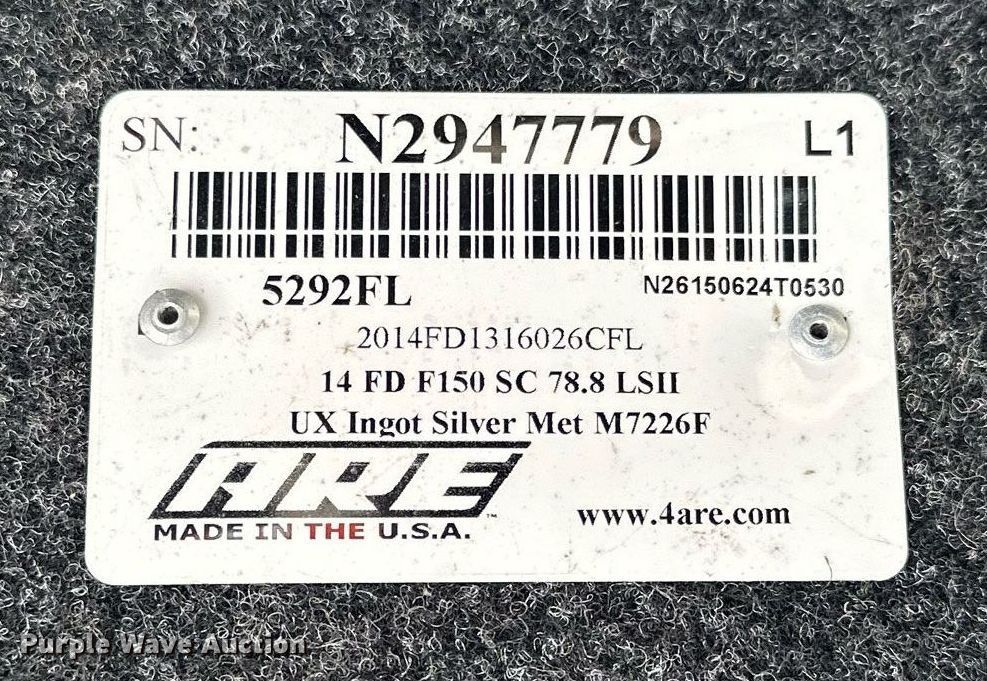 SN: N2947779 L1
5292FL N26150624T0530
2014FD1316026CFL
14 FD F150 SC 78.8 LSII
UX Ingot Silver Met M7226F
ARE™
MADE IN THE U.S.A. www.4are.com
Purple Wave Auction